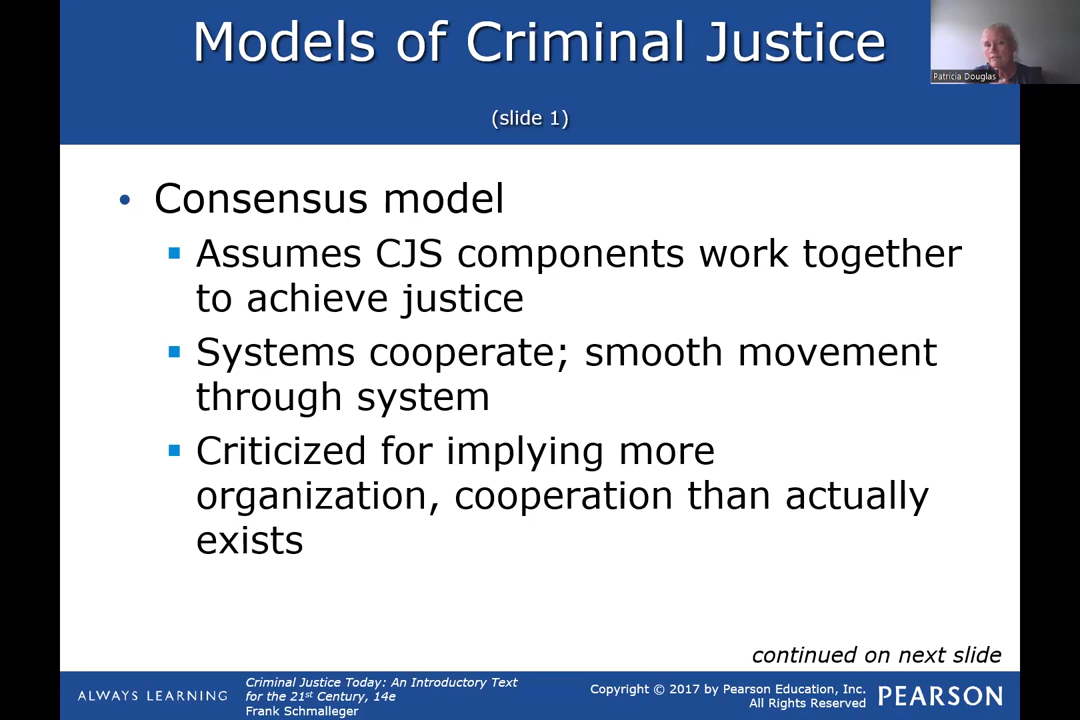 Models of Criminal Justice
Patricia Douglas
(slide 1)
• Consensus model
▪ Assumes CJS components work together
to achieve justice
▪ Systems cooperate; smooth movement
through system
▪ Criticized for implying more
organization, cooperation than actually
exists
continued on next slide
ALWAYS LEARNING
Criminal Justice Today: An Introductory Text
for the 21st Century, 14e
Frank Schmalleger
Copyright © 2017 by Pearson Education, Inc.
All Rights Reserved
PEARSON